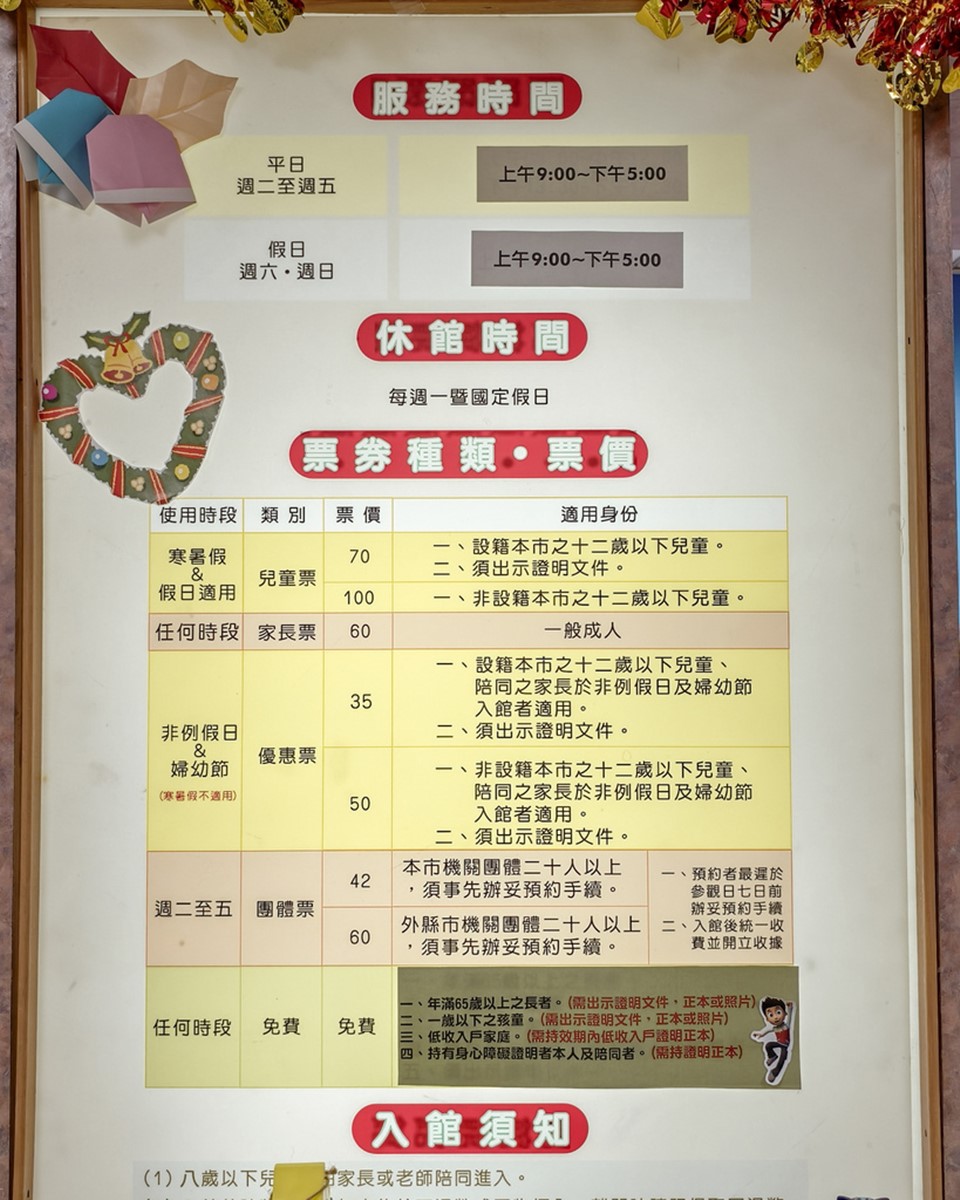 服務時間
平日
週二至週五
上午9:00~下午5:00
假日
週六・週日
上午9:00~下午5:00
休館時間
每週一暨國定假日
票券種類・票價
使用時段 類別 票價 適用身份
寒暑假
&
假日適用
兒童票
70
一、設籍本市之十二歲以下兒童。
二、須出示證明文件。
100
一、非設籍本市之十二歲以下兒童。
任何時段 家長票 60 一般成人
非例假日
&
婦幼節
(寒暑假不適用)
優惠票
35
一、設籍本市之十二歲以下兒童、
陪同之家長於非例假日及婦幼節
入館者適用。
二、須出示證明文件。
50
一、非設籍本市之十二歲以下兒童、
陪同之家長於非例假日及婦幼節
入館者適用。
二、須出示證明文件。
週二至五 團體票
42
本市機關團體二十人以上
，須事先辦妥預約手續。
60
外縣市機關團體二十人以上
，須事先辦妥預約手續。
一、預約者最遲於
參觀日七日前
辦妥預約手續
二、入館後統一收
費並開立收據
任何時段 免費 免費
一、年滿65歲以上之長者。(需出示證明文件，正本或照片)
二、一歲以下之孩童。(需出示證明文件，正本或照片)
三、低收入戶家庭。(需持效期內低收入戶證明正本)
四、持有身心障礙證明者本人及陪同者。(需持證明正本)
入館須知
(1) 八歲以下兒 家長或老師陪同進入。